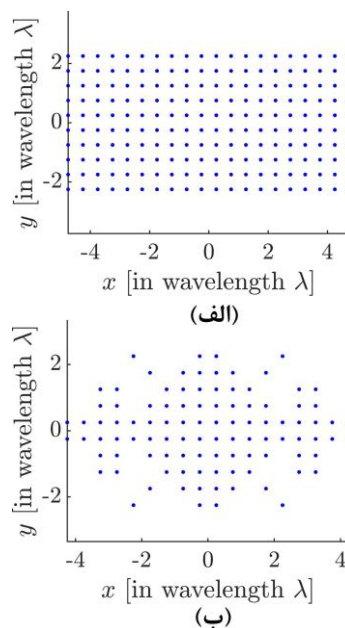 2
0
-2
y [in wavelength λ]
-4 -2 0 2 4
x [in wavelength λ]
(الف)
2
0
-2
y [in wavelength λ]
-4 -2 0 2 4
x [in wavelength λ]
(ب)